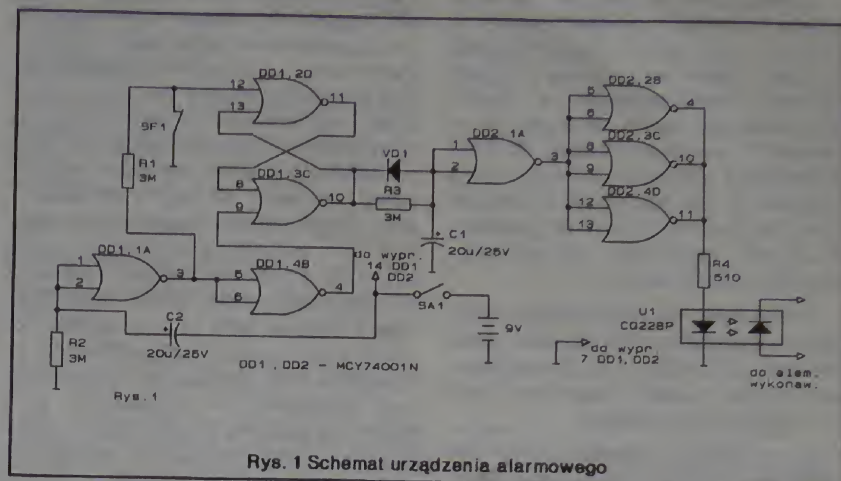 DD1.2D
12
13
11
SF1
R1
3M
8
9
DD1.3C
10
VD1
R3
3M
1
2
DD2.1A
3
C1
20u/25V
5
6
DD2.2B
4
8
9
DD2.3C
10
12
13
DD2.4D
11
R4
510
U1
CQ22BP
do elem.
wykonaw.
DD1.1A
1
2
3
5
6
DD1.4B
4
do wypr.
14 DD1
DD2
SA1
9V
C2
20u/25V
R2
3M
do wypr.
7 DD1,DD2
DD1,DD2 - MCY74001N
Rys.1
Rys. 1 Schemat urządzenia alarmowego